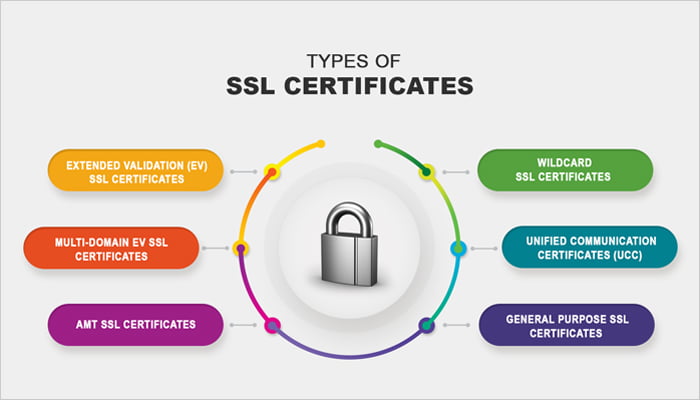 TYPES OF
SSL CERTIFICATES
EXTENDED VALIDATION (EV)
SSL CERTIFICATES
MULTI-DOMAIN EV SSL
CERTIFICATES
AMT SSL CERTIFICATES
WILDCARD
SSL CERTIFICATES
UNIFIED COMMUNICATION
CERTIFICATES (UCC)
GENERAL PURPOSE SSL
CERTIFICATES